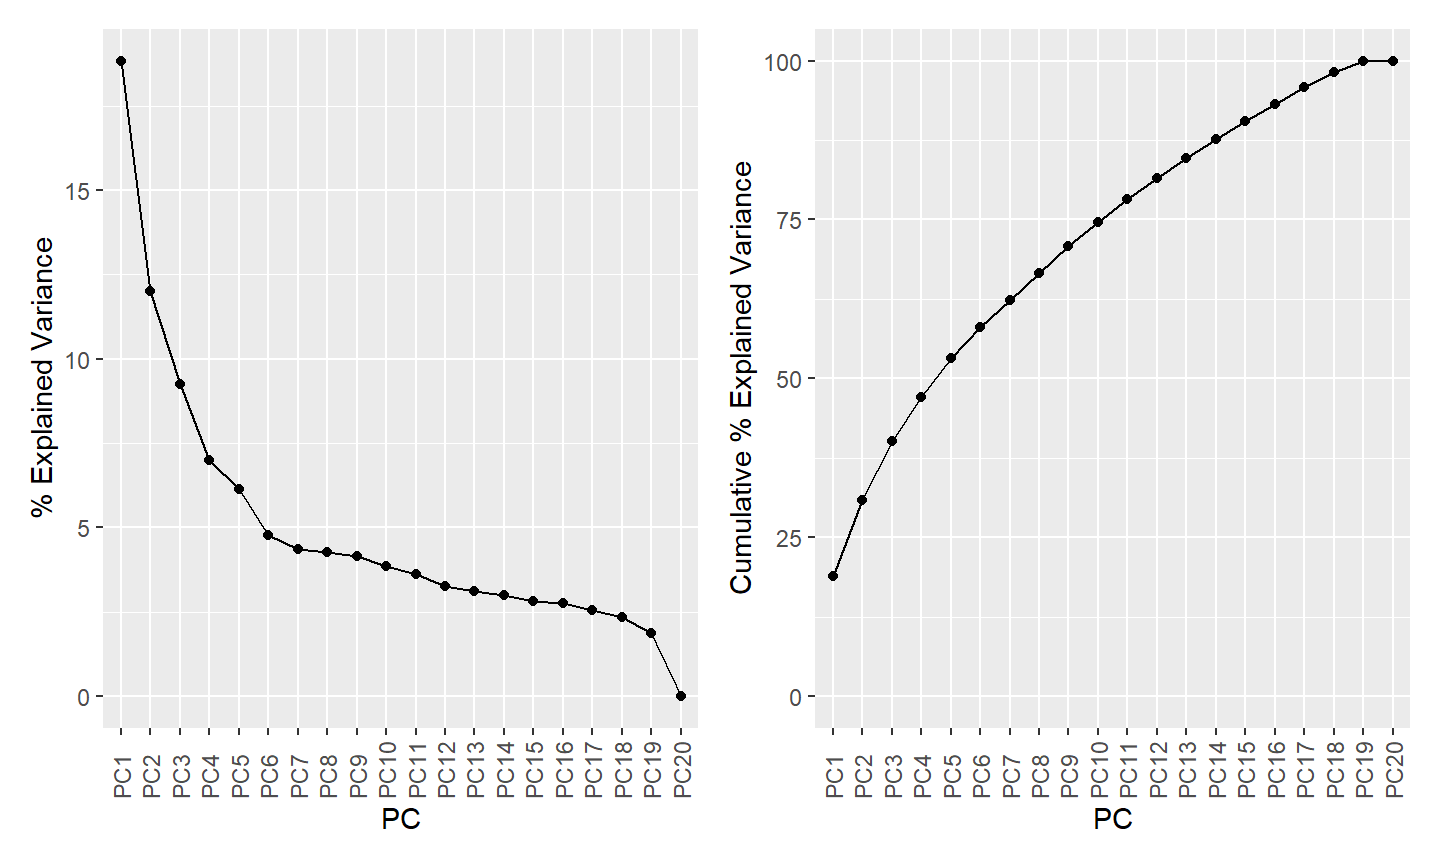 % Explained Variance
15
10
5
0
PC1
PC2
PC3
PC4
PC5
PC6
PC7
PC8
PC9
PC10
PC11
PC12
PC13
PC14
PC15
PC16
PC17
PC18
PC19
PC20
PC
Cumulative % Explained Variance
100
75
50
25
0
PC1
PC2
PC3
PC4
PC5
PC6
PC7
PC8
PC9
PC10
PC11
PC12
PC13
PC14
PC15
PC16
PC17
PC18
PC19
PC20
PC